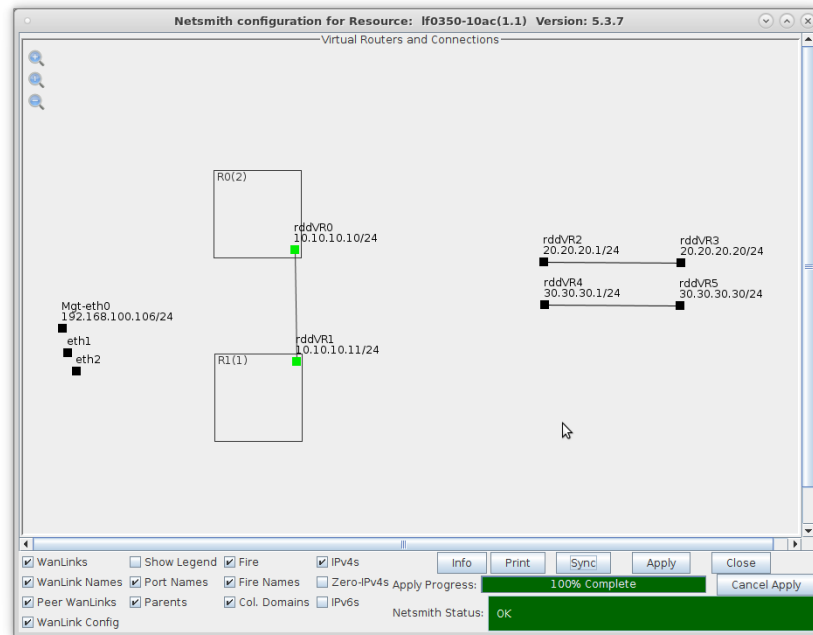 Netsmith configuration for Resource: lf0350-10ac(1.1) Version: 5.3.7
Virtual Routers and Connections
R0(2)
rddVR0
10.10.10.10/24
rddVR2
20.20.20.1/24
rddVR3
20.20.20.20/24
rddVR4
30.30.30.1/24
rddVR5
30.30.30.30/24
Mgt-eth0
192.168.100.106/24
eth1
eth2
rddVR1
10.10.10.11/24
R1(1)
WanLinks Show Legend Fire IPv4s Info Print Sync Apply Close
WanLink Names Port Names Fire Names Zero-IPv4s Apply Progress: 100% Complete Cancel Apply
Peer WanLinks Parents Col. Domains IPv6s Netsmith Status: OK
WanLink Config